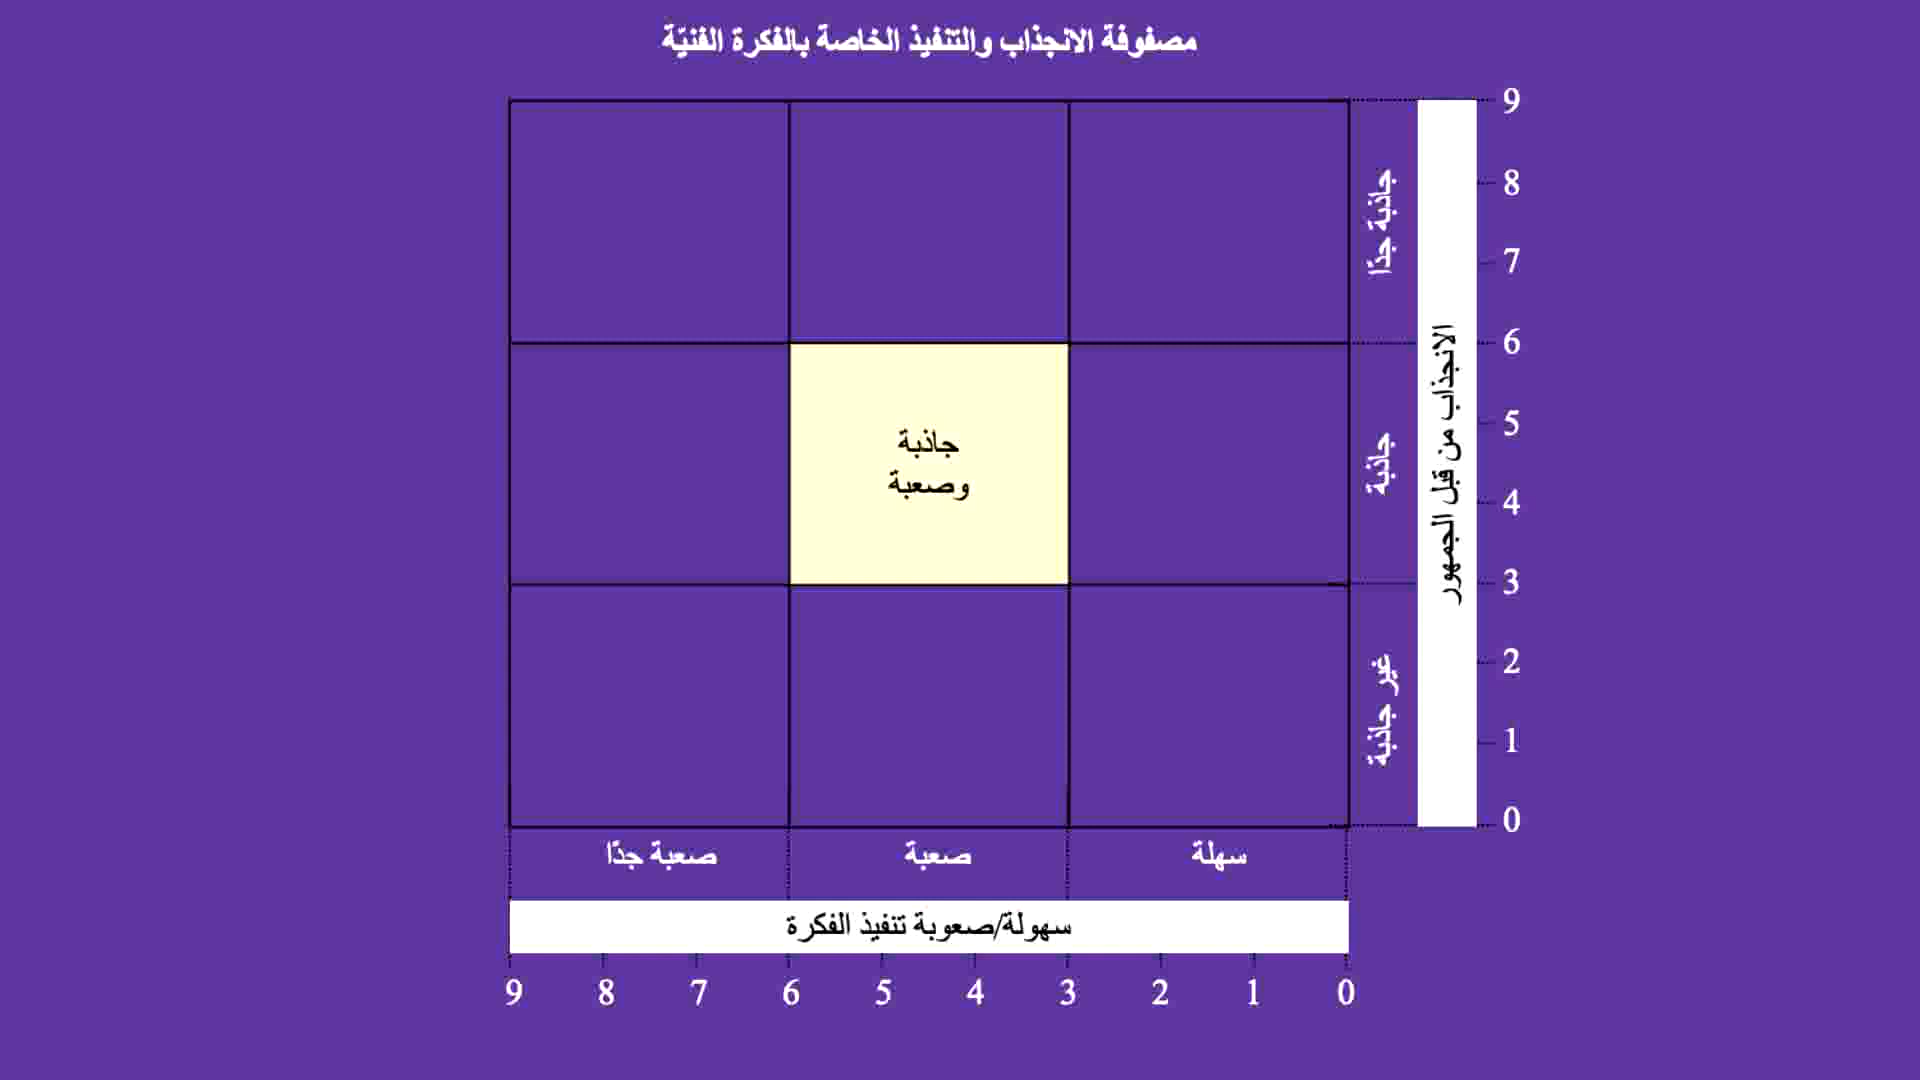 مصفوفة الانجذاب والتنفيذ الخاصة بالفكرة الفنيّة
9
8
7
6
5
4
3
2
1
0
الانجذاب من قبل الجمهور
جاذبة جدًا
جاذبة
غير جاذبة
جاذبة
وصعبة
سهلة
صعبة
صعبة جدًا
سهولة/صعوبة تنفيذ الفكرة
9 8 7 6 5 4 3 2 1 0